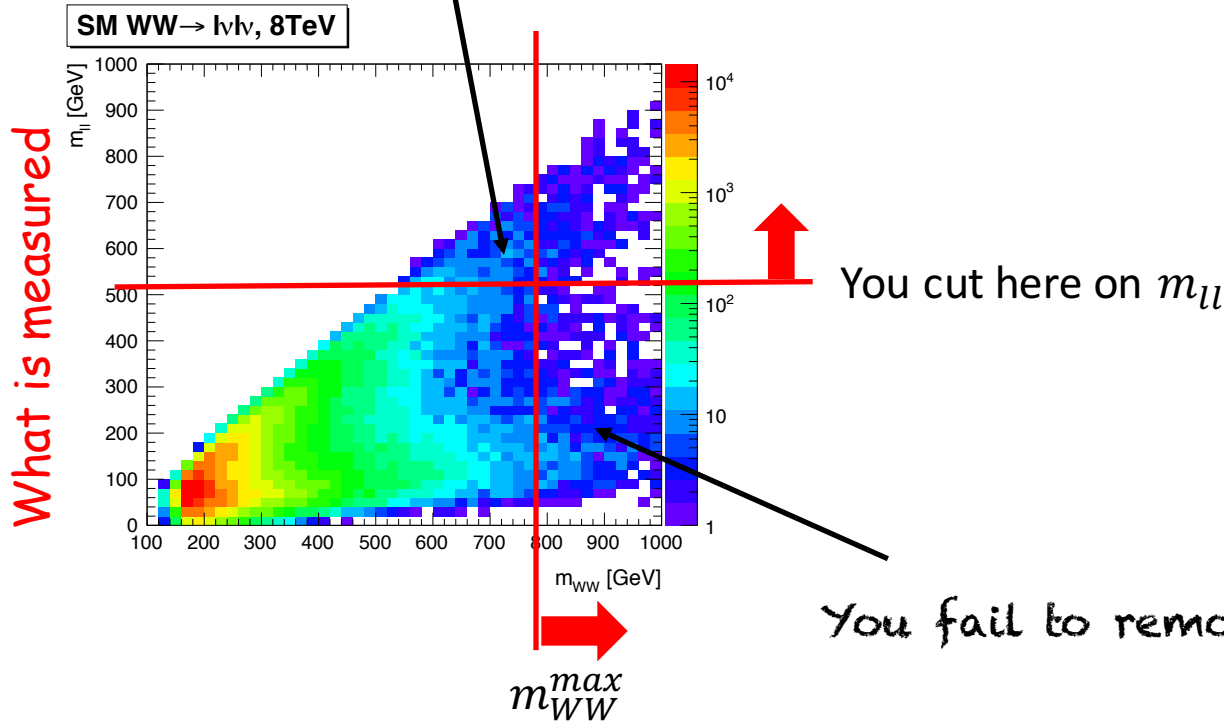 SM WW→ lνlν, 8TeV
What is measured
m_ll [GeV]
1000
900
800
700
600
500
400
300
200
100
0
100 200 300 400 500 600 700 800 900 1000
m_WW [GeV]
10^4
10^3
10^2
10
1
You cut here on m_ll
You fail to remo
m_WW^max